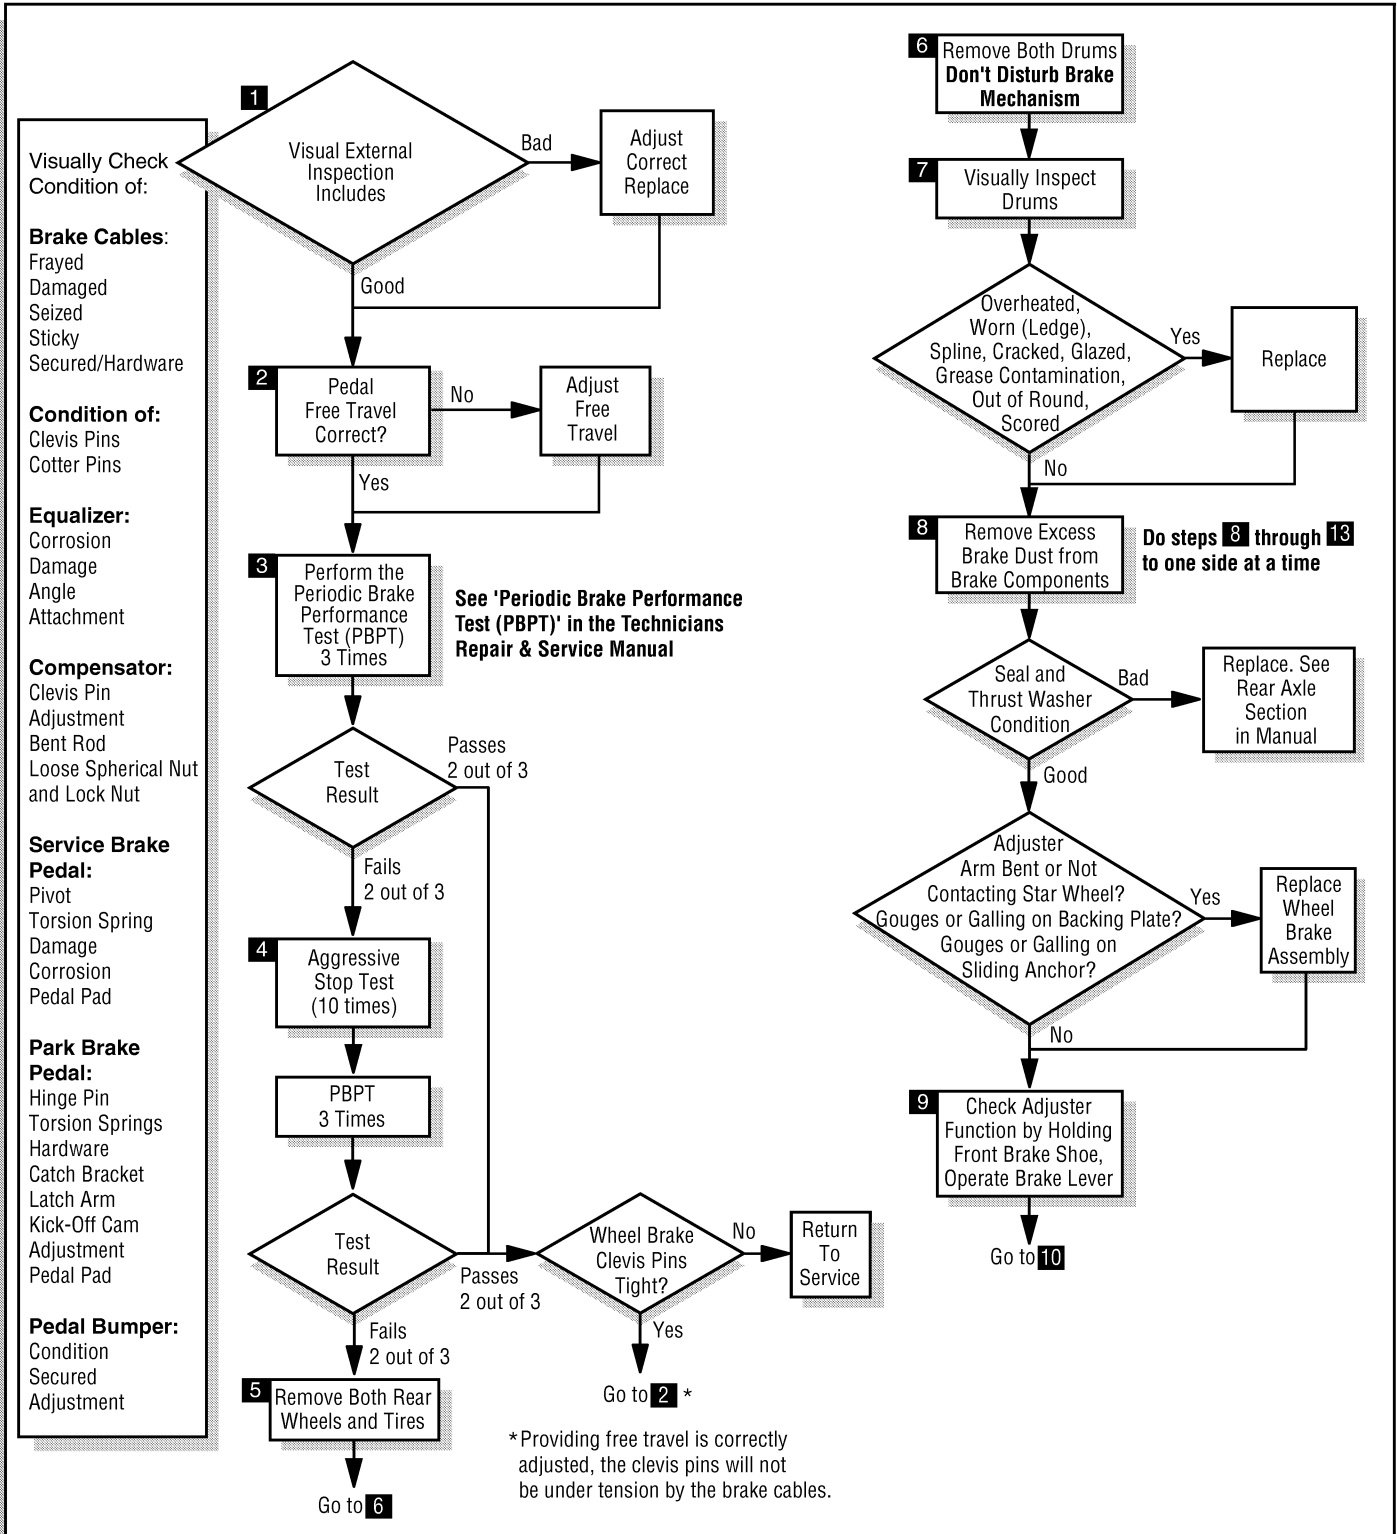 Visually Check
Condition of:
Brake Cables:
Frayed
Damaged
Seized
Sticky
Secured/Hardware
Condition of:
Clevis Pins
Cotter Pins
Equalizer:
Corrosion
Damage
Angle
Attachment
Compensator:
Clevis Pin
Adjustment
Bent Rod
Loose Spherical Nut
and Lock Nut
Service Brake
Pedal:
Pivot
Torsion Spring
Damage
Corrosion
Pedal Pad
Park Brake
Pedal:
Hinge Pin
Torsion Springs
Hardware
Catch Bracket
Latch Arm
Kick-Off Cam
Adjustment
Pedal Pad
Pedal Bumper:
Condition
Secured
Adjustment
1
Visual External
Inspection
Includes
Bad
Adjust
Correct
Replace
Good
2
Pedal
Free Travel
Correct?
No
Adjust
Free
Travel
Yes
3
Perform the
Periodic Brake
Performance
Test (PBPT)
3 Times
See 'Periodic Brake Performance
Test (PBPT)' in the Technicians
Repair & Service Manual
Test
Result
Passes
2 out of 3
Fails
2 out of 3
4
Aggressive
Stop Test
(10 times)
PBPT
3 Times
Test
Result
Passes
2 out of 3
Wheel Brake
Clevis Pins
Tight?
No
Return
To
Service
Yes
Go to 2 *
*Providing free travel is correctly
adjusted, the clevis pins will not
be under tension by the brake cables.
Fails
2 out of 3
5
Remove Both Rear
Wheels and Tires
Go to 6
6
Remove Both Drums
Don't Disturb Brake
Mechanism
7
Visually Inspect
Drums
Overheated,
Worn (Ledge),
Spline, Cracked, Glazed,
Grease Contamination,
Out of Round,
Scored
Yes
Replace
No
8
Remove Excess
Brake Dust from
Brake Components
Do steps 8 through 13
to one side at a time
Seal and
Thrust Washer
Condition
Bad
Replace. See
Rear Axle
Section
in Manual
Good
Adjuster
Arm Bent or Not
Contacting Star Wheel?
Gouges or Galling on Backing Plate?
Gouges or Galling on
Sliding Anchor?
Yes
Replace
Wheel
Brake
Assembly
No
9
Check Adjuster
Function by Holding
Front Brake Shoe,
Operate Brake Lever
Go to 10